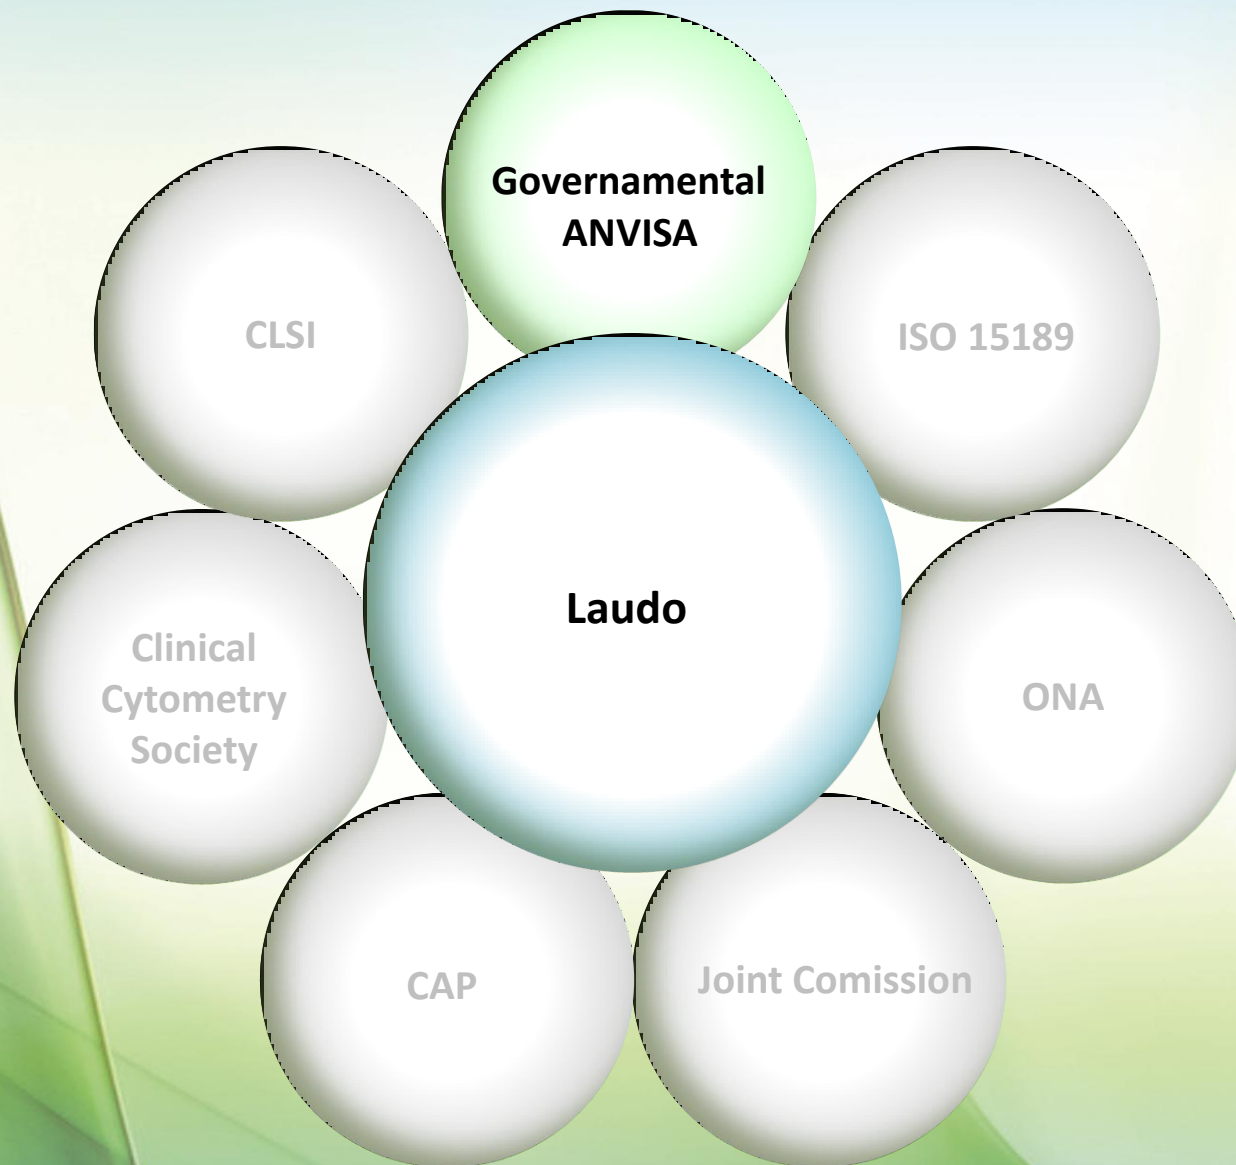 Governamental
ANVISA
CLSI
ISO 15189
Laudo
Clinical
Cytometry
Society
ONA
CAP
Joint Comission